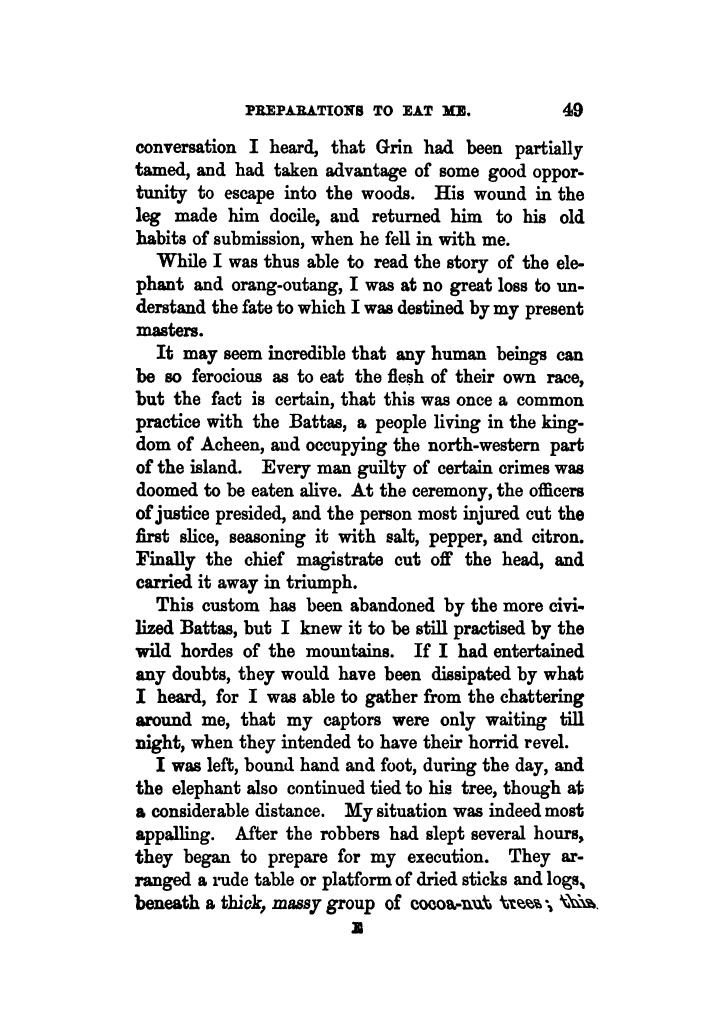 PREPARATIONS TO EAT ME. 49
conversation I heard, that Grin had been partially
tamed, and had taken advantage of some good oppor-
tunity to escape into the woods. His wound in the
leg made him docile, and returned him to his old
habits of submission, when he fell in with me.
While I was thus able to read the story of the ele-
phant and orang-outang, I was at no great loss to un-
derstand the fate to which I was destined by my present
masters.
It may seem incredible that any human beings can
be so ferocious as to eat the flesh of their own race,
but the fact is certain, that this was once a common
practice with the Battas, a people living in the king-
dom of Acheen, and occupying the north-western part
of the island. Every man guilty of certain crimes was
doomed to be eaten alive. At the ceremony, the officers
of justice presided, and the person most injured cut the
first slice, seasoning it with salt, pepper, and citron.
Finally the chief magistrate cut off the head, and
carried it away in triumph.
This custom has been abandoned by the more civi-
lized Battas, but I knew it to be still practised by the
wild hordes of the mountains. If I had entertained
any doubts, they would have been dissipated by what
I heard, for I was able to gather from the chattering
around me, that my captors were only waiting till
night, when they intended to have their horrid revel.
I was left, bound hand and foot, during the day, and
the elephant also continued tied to his tree, though at
a considerable distance. My situation was indeed most
appalling. After the robbers had slept several hours,
they began to prepare for my execution. They ar-
ranged a rude table or platform of dried sticks and logs,
beneath a thick, massy group of cocoa-nut trees; this
E